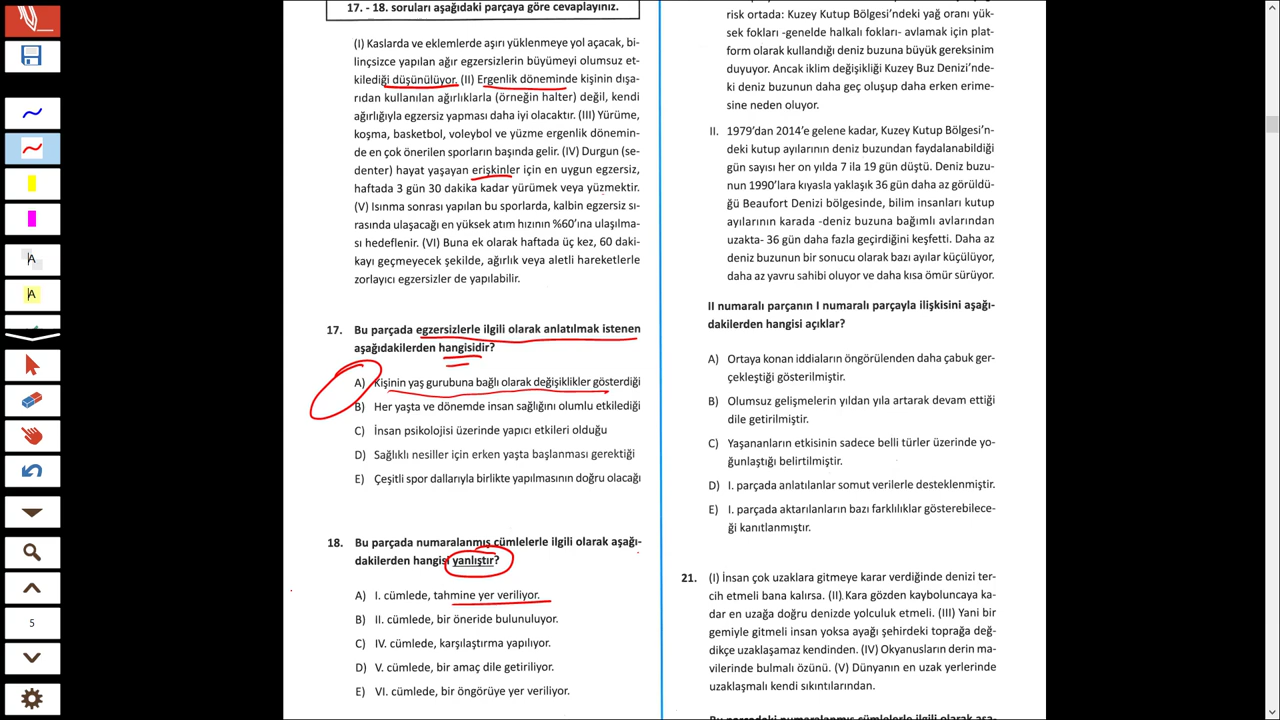 17. - 18. soruları aşağıdaki parçaya göre cevaplayınız.
(I) Kaslarda ve eklemlerde aşırı yüklenmeye yol açacak, bi-
linçsizce yapılan ağır egzersizlerin büyümeyi olumsuz et-
kilediği düşünülüyor. (II) Ergenlik döneminde kişinin dışa-
rıdan kullanılan ağırlıklarla (örneğin halter) değil, kendi
ağırlığıyla egzersiz yapması daha iyi olacaktır. (III) Yürüme,
koşma, basketbol, voleybol ve yüzme ergenlik dönemin-
de en çok önerilen sporların başında gelir. (IV) Durgun (se-
denter) hayat yaşayan erişkinler için en uygun egzersiz,
haftada 3 gün 30 dakika kadar yürümek veya yüzmektir.
(V) Isınma sonrası yapılan bu sporlarda, kalbin egzersiz sı-
rasında ulaşacağı en yüksek atım hızının %60'ına ulaşılma-
sı hedeflenir. (VI) Buna ek olarak haftada üç kez, 60 daki-
kayı geçmeyecek şekilde, ağırlık veya aletli hareketlerle
zorlayıcı egzersizler de yapılabilir.
17. Bu parçada egzersizlerle ilgili olarak anlatılmak istenen
aşağıdakilerden hangisidir?
A) Kişinin yaş gurubuna bağlı olarak değişiklikler gösterdiği
B) Her yaşta ve dönemde insan sağlığını olumlu etkilediği
C) İnsan psikolojisi üzerinde yapıcı etkileri olduğu
D) Sağlıklı nesiller için erken yaşta başlanması gerektiği
E) Çeşitli spor dallarıyla birlikte yapılmasının doğru olacağı
18. Bu parçada numaralanmış cümlelerle ilgili olarak aşağı-
dakilerden hangisi yanlıştır?
A) I. cümlede, tahmine yer veriliyor.
B) II. cümlede, bir öneride bulunuluyor.
C) IV. cümlede, karşılaştırma yapılıyor.
D) V. cümlede, bir amaç dile getiriliyor.
E) VI. cümlede, bir öngörüye yer veriliyor.
risk ortada: Kuzey Kutup Bölgesi'ndeki yağ oranı yük-
sek fokları -genelde halkalı fokları- avlamak için plat-
form olarak kullandığı deniz buzuna büyük gereksinim
duyuyor. Ancak iklim değişikliği Kuzey Buz Denizi'nde-
ki deniz buzunun daha geç oluşup daha erken erime-
sine neden oluyor.
II. 1979'dan 2014'e gelene kadar, Kuzey Kutup Bölgesi'n-
deki kutup ayılarının deniz buzundan faydalanabildiği
gün sayısı her on yılda 7 ila 19 gün düştü. Deniz buzu-
nun 1990'lara kıyasla yaklaşık 36 gün daha az görüldü-
ğü Beaufort Denizi bölgesinde, bilim insanları kutup
ayılarının karada -deniz buzuna bağımlı avlarından
uzakta- 36 gün daha fazla geçirdiğini keşfetti. Daha az
deniz buzunun bir sonucu olarak bazı ayılar küçülüyor,
daha az yavru sahibi oluyor ve daha kısa ömür sürüyor.
II numaralı parçanın I numaralı parçayla ilişkisini aşağı-
dakilerden hangisi açıklar?
A) Ortaya konan iddiaların öngörülenden daha çabuk ger-
çekleştiği gösterilmiştir.
B) Olumsuz gelişmelerin yıldan yıla artarak devam ettiği
dile getirilmiştir.
C) Yaşananların etkisinin sadece belli türler üzerinde yo-
ğunlaştığı belirtilmiştir.
D) I. parçada anlatılanlar somut verilerle desteklenmiştir.
E) I. parçada aktarılanların bazı farklılıklar gösterebilece-
ği kanıtlanmıştır.
21. (I) İnsan çok uzaklara gitmeye karar verdiğinde denizi ter-
cih etmeli bana kalırsa. (II) Kara gözden kayboluncaya ka-
dar en uzağa doğru denizde yolculuk etmeli. (III) Yani bir
gemiyle gitmeli insan yoksa ayağı şehirdeki toprağa değ-
dikçe uzaklaşamaz kendinden. (IV) Okyanusların derin ma-
vilerinde bulmalı özünü. (V) Dünyanın en uzak yerlerinde
uzaklaşmalı kendi sıkıntılarından.
A
A
5